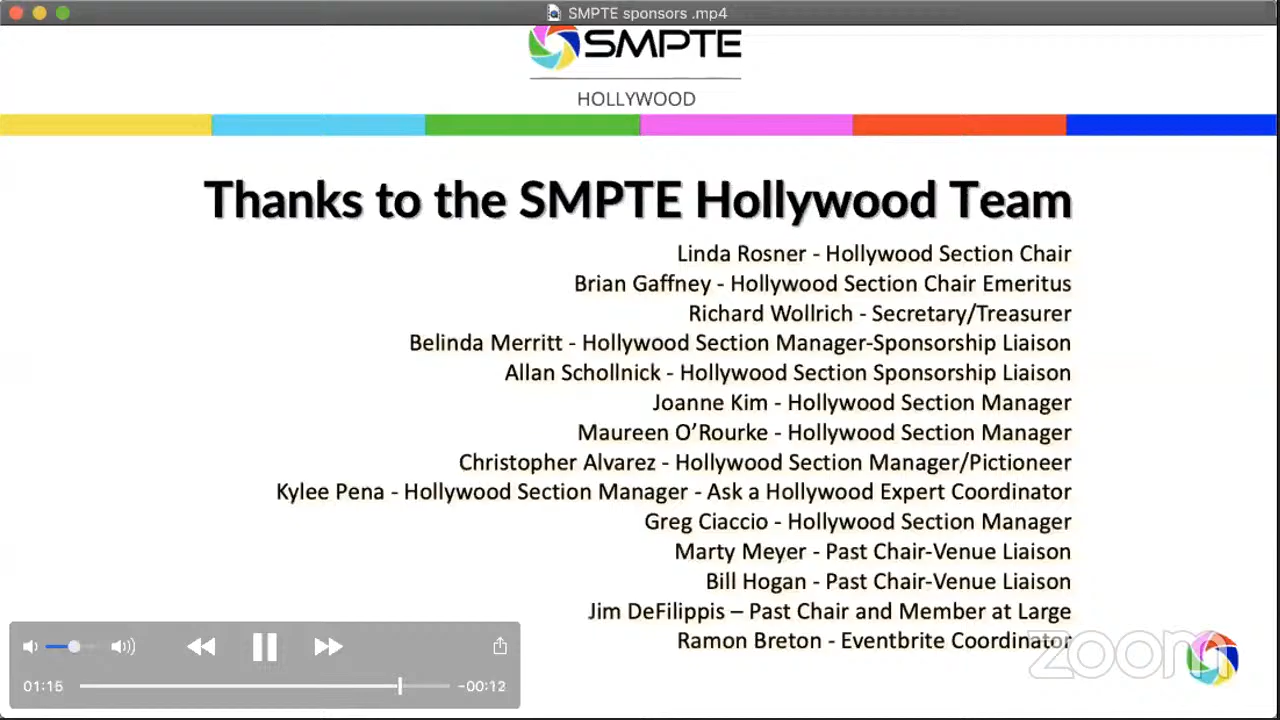 SMPTE sponsors .mp4
SMPTE
HOLLYWOOD
Thanks to the SMPTE Hollywood Team
Linda Rosner - Hollywood Section Chair
Brian Gaffney - Hollywood Section Chair Emeritus
Richard Wollrich - Secretary/Treasurer
Belinda Merritt - Hollywood Section Manager-Sponsorship Liaison
Allan Schollnick - Hollywood Section Sponsorship Liaison
Joanne Kim - Hollywood Section Manager
Maureen O’Rourke - Hollywood Section Manager
Christopher Alvarez - Hollywood Section Manager/Pictioneer
Kylee Pena - Hollywood Section Manager - Ask a Hollywood Expert Coordinator
Greg Ciaccio - Hollywood Section Manager
Marty Meyer - Past Chair-Venue Liaison
Bill Hogan - Past Chair-Venue Liaison
Jim DeFilippis – Past Chair and Member at Large
Ramon Breton - Eventbrite Coordinator
zoom
01:15 -00:12